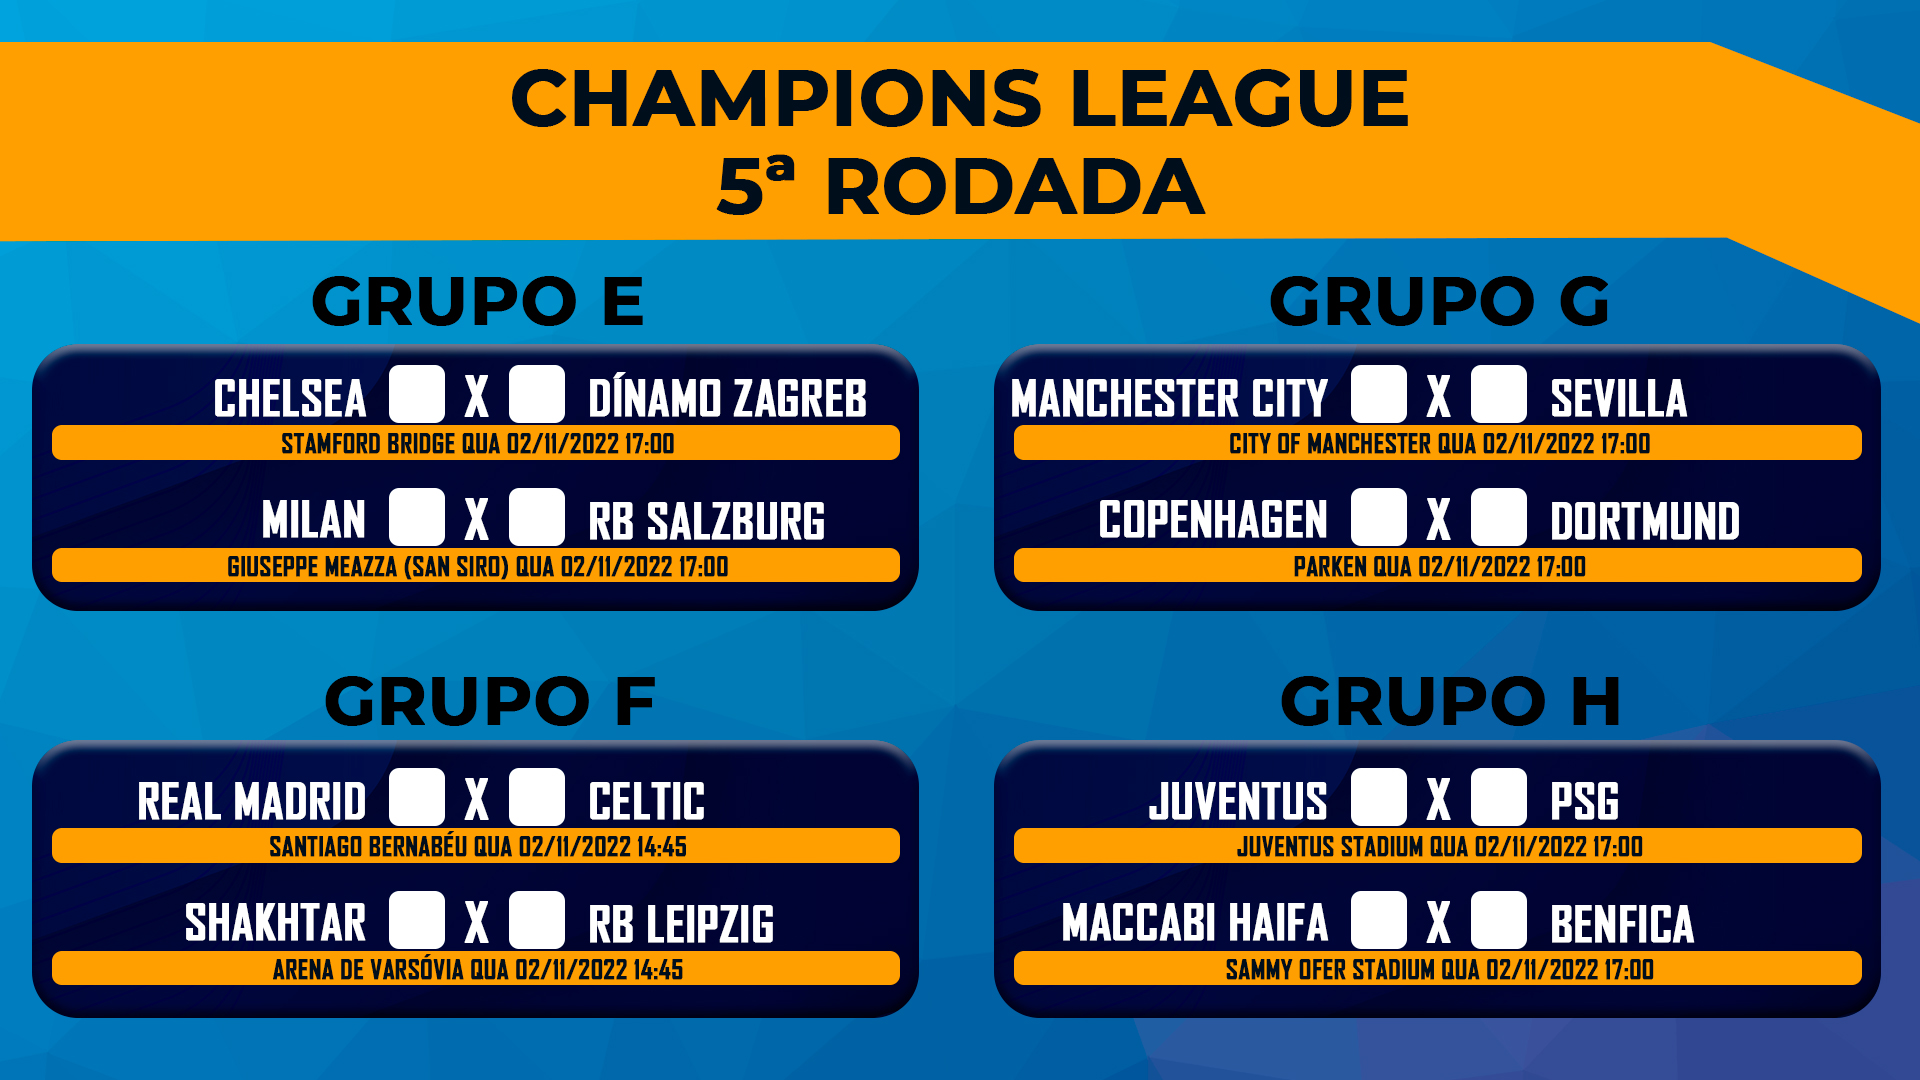 CHAMPIONS LEAGUE
5ª RODADA
GRUPO E
CHELSEA X DÍNAMO ZAGREB
STAMFORD BRIDGE QUA 02/11/2022 17:00
MILAN X RB SALZBURG
GIUSEPPE MEAZZA (SAN SIRO) QUA 02/11/2022 17:00
GRUPO G
MANCHESTER CITY X SEVILLA
CITY OF MANCHESTER QUA 02/11/2022 17:00
COPENHAGEN X DORTMUND
PARKEN QUA 02/11/2022 17:00
GRUPO F
REAL MADRID X CELTIC
SANTIAGO BERNABÉU QUA 02/11/2022 14:45
SHAKHTAR X RB LEIPZIG
ARENA DE VARSÓVIA QUA 02/11/2022 14:45
GRUPO H
JUVENTUS X PSG
JUVENTUS STADIUM QUA 02/11/2022 17:00
MACCABI HAIFA X BENFICA
SAMMY OFER STADIUM QUA 02/11/2022 17:00